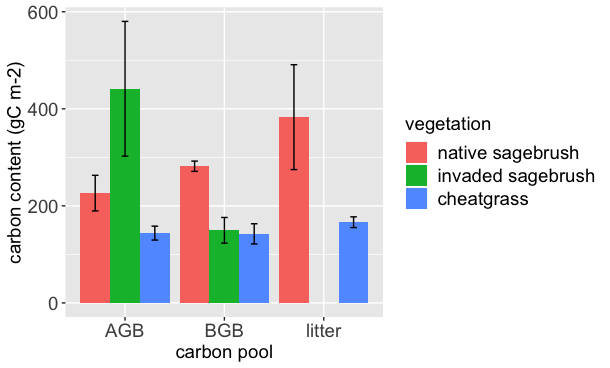 600
400
200
0
carbon content (gC m-2)
AGB
BGB
litter
carbon pool
vegetation
native sagebrush
invaded sagebrush
cheatgrass